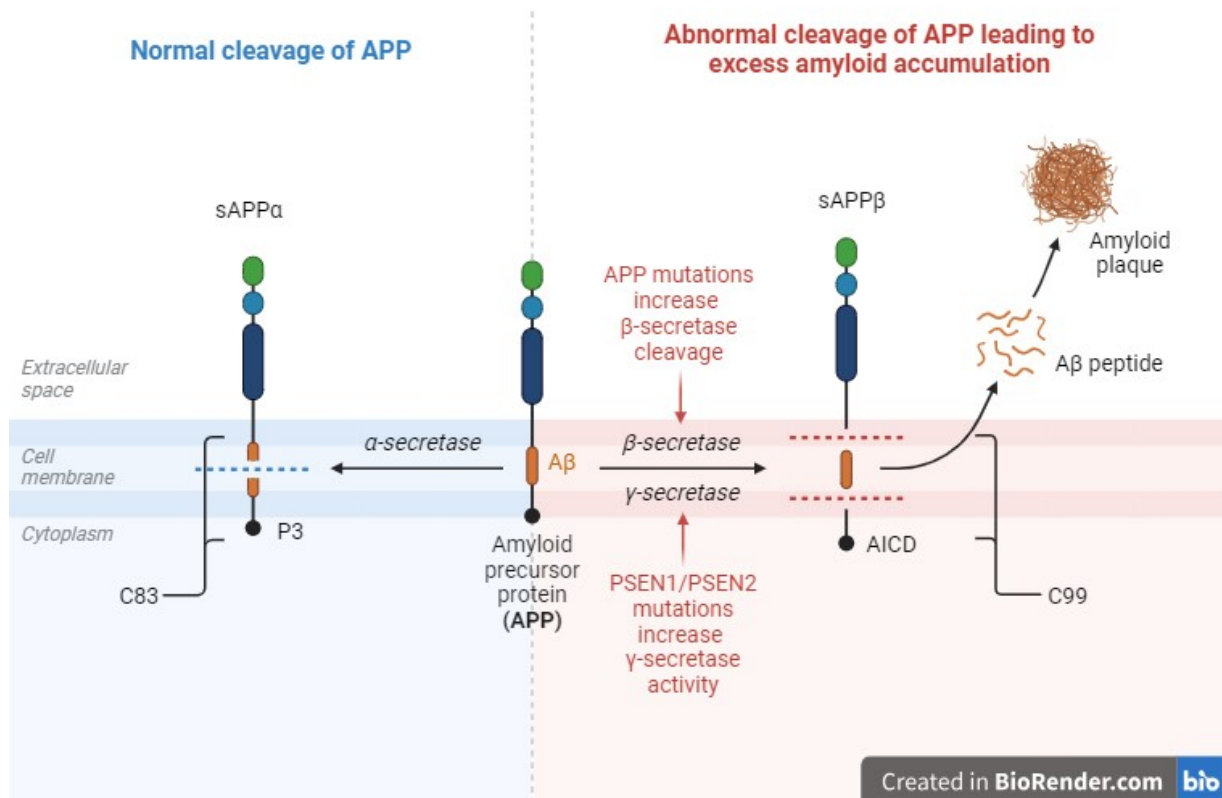 Normal cleavage of APP
Abnormal cleavage of APP leading to
excess amyloid accumulation
sAPPα
sAPPβ
Amyloid
plaque
APP mutations
increase
β-secretase
cleavage
Extracellular
space
Aβ peptide
α-secretase
Aβ
β-secretase
γ-secretase
Cell
membrane
Cytoplasm
P3
Amyloid
precursor
protein
(APP)
AICD
PSEN1/PSEN2
mutations
increase
γ-secretase
activity
C83
C99
Created in BioRender.com bio